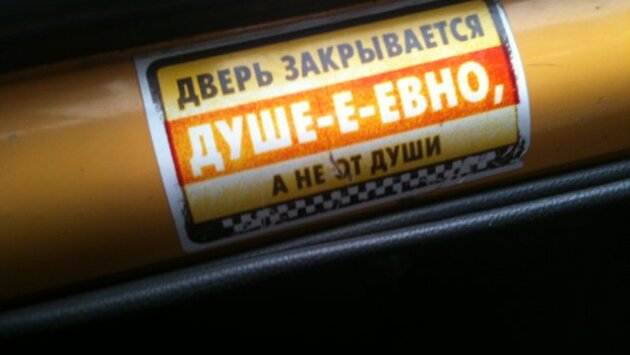 ДВЕРЬ ЗАКРЫВАЕТСЯ
ДУШЕ-Е-ЕВНО,
А НЕ ОТ ДУШИ